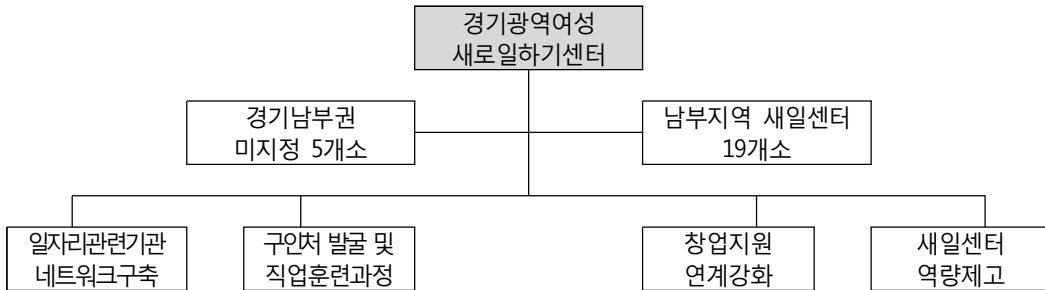 경기광역여성
새로일하기센터
경기남부권
미지정 5개소
남부지역 새일센터
19개소
일자리관련기관
네트워크구축
구인처 발굴 및
직업훈련과정
창업지원
연계강화
새일센터
역량제고